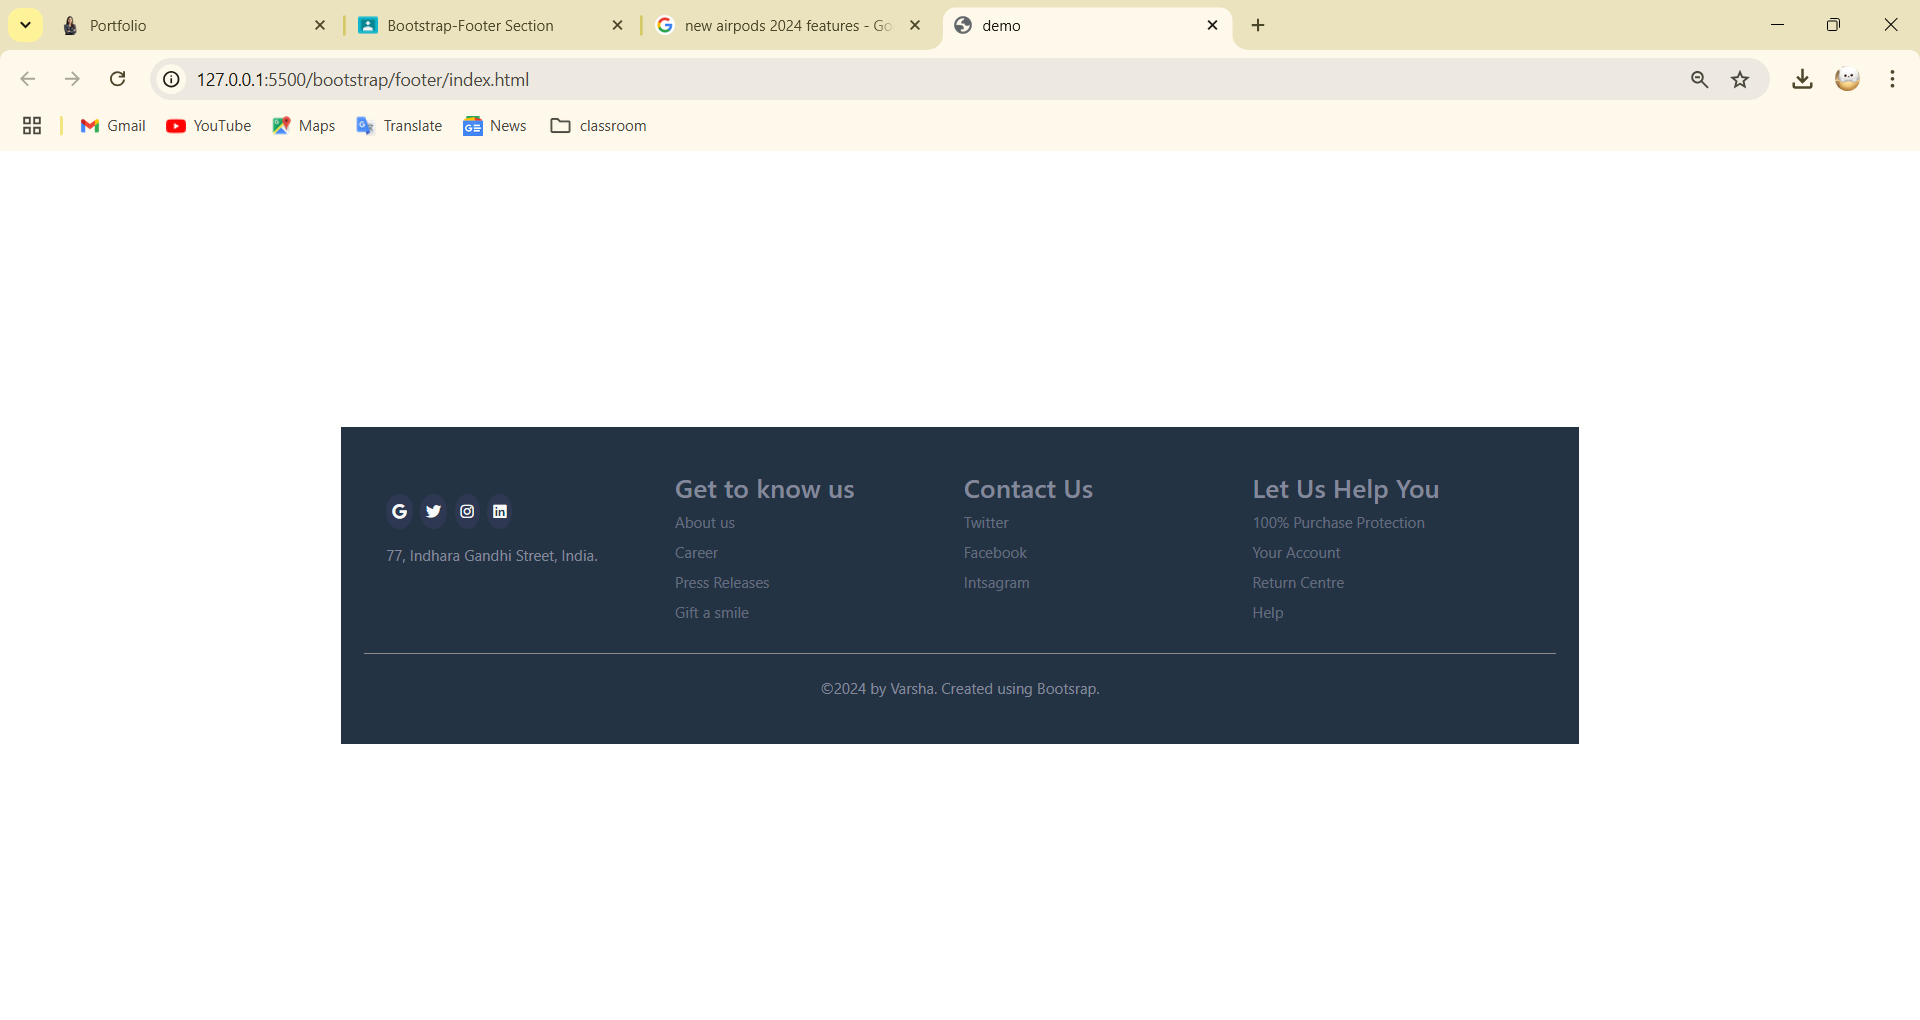 Portfolio
Bootstrap-Footer Section
new airpods 2024 features - Go
demo
127.0.0.1:5500/bootstrap/footer/index.html
Gmail
YouTube
Maps
Translate
News
classroom
77, Indhara Gandhi Street, India.
Get to know us
About us
Career
Press Releases
Gift a smile
Contact Us
Twitter
Facebook
Intsagram
Let Us Help You
100% Purchase Protection
Your Account
Return Centre
Help
©2024 by Varsha. Created using Bootsrap.